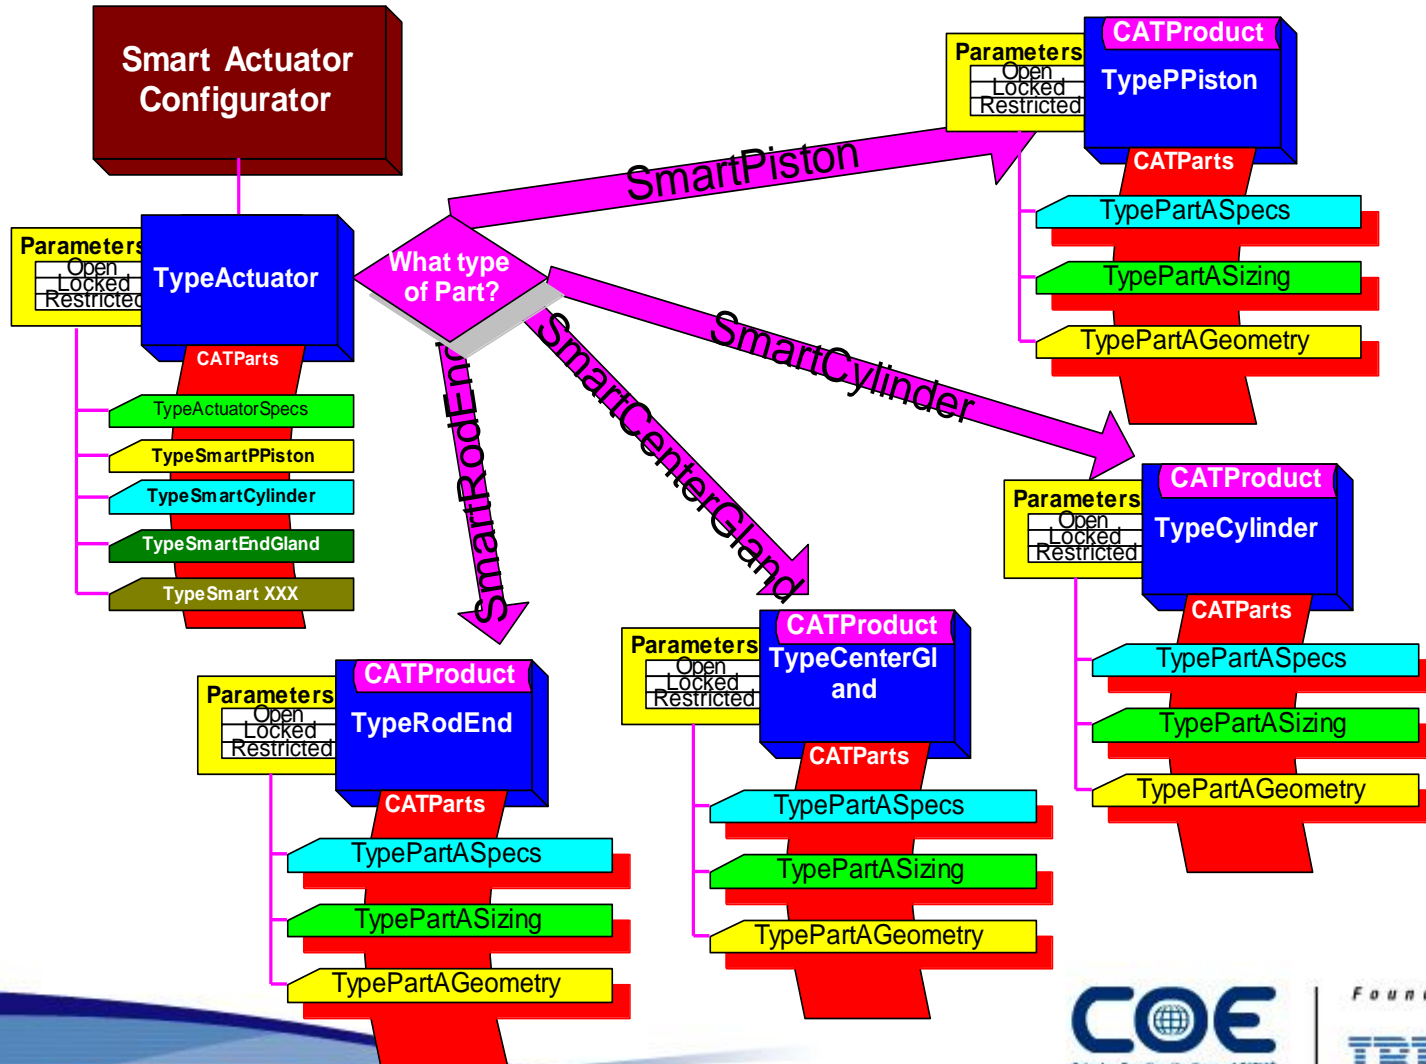 Smart Actuator
Configurator
Parameters
Open
Locked
Restricted
TypeActuator
CATParts
TypeActuatorSpecs
TypeSmartPPiston
TypeSmartCylinder
TypeSmartEndGland
TypeSmart XXX
What type
of Part?
SmartPiston
SmartCylinder
SmartCenterGland
SmartRodEnd
CATProduct
Parameters
Open
Locked
Restricted
TypePPiston
CATParts
TypePartASpecs
TypePartASizing
TypePartAGeometry
CATProduct
Parameters
Open
Locked
Restricted
TypeCylinder
CATParts
TypePartASpecs
TypePartASizing
TypePartAGeometry
CATProduct
Parameters
Open
Locked
Restricted
TypeCenterGl
and
CATParts
TypePartASpecs
TypePartASizing
TypePartAGeometry
CATProduct
Parameters
Open
Locked
Restricted
TypeRodEnd
CATParts
TypePartASpecs
TypePartASizing
TypePartAGeometry
COE
Foun
IBM